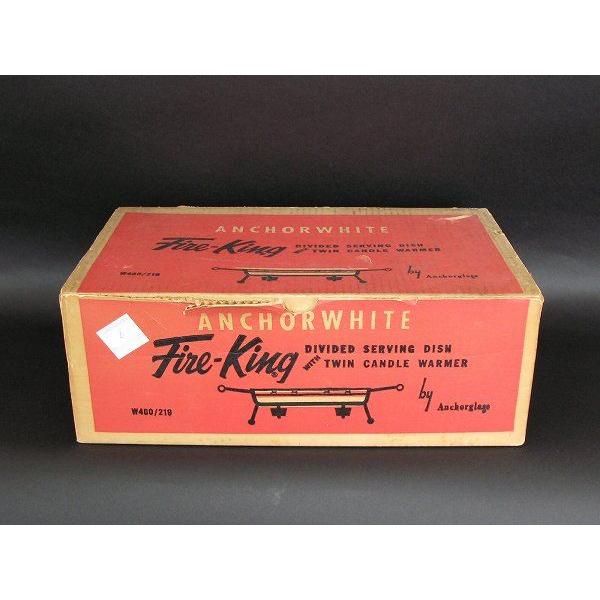 ANCHORWHITE
Fire-King DIVIDED SERVING DISH
WITH TWIN CANDLE WARMER
W400/219
by Anchorglass
ANCHORWHITE
Fire-King® DIVIDED SERVING DISH
WITH TWIN CANDLE WARMER
W400/219
by Anchorglass